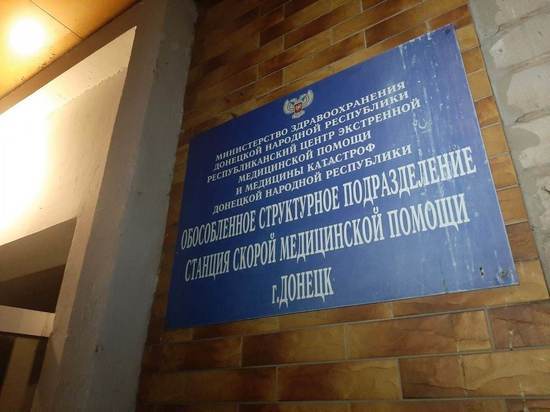 МИНИСТЕРСТВО ЗДРАВООХРАНЕНИЯ
ДОНЕЦКОЙ НАРОДНОЙ РЕСПУБЛИКИ
РЕСПУБЛИКАНСКИЙ ЦЕНТР ЭКСТРЕННОЙ
МЕДИЦИНСКОЙ ПОМОЩИ
И МЕДИЦИНЫ КАТАСТРОФ
ДОНЕЦКОЙ НАРОДНОЙ РЕСПУБЛИКИ
ОБОСОБЛЕННОЕ СТРУКТУРНОЕ ПОДРАЗДЕЛЕНИЕ
СТАНЦИЯ СКОРОЙ МЕДИЦИНСКОЙ ПОМОЩИ
г.ДОНЕЦК